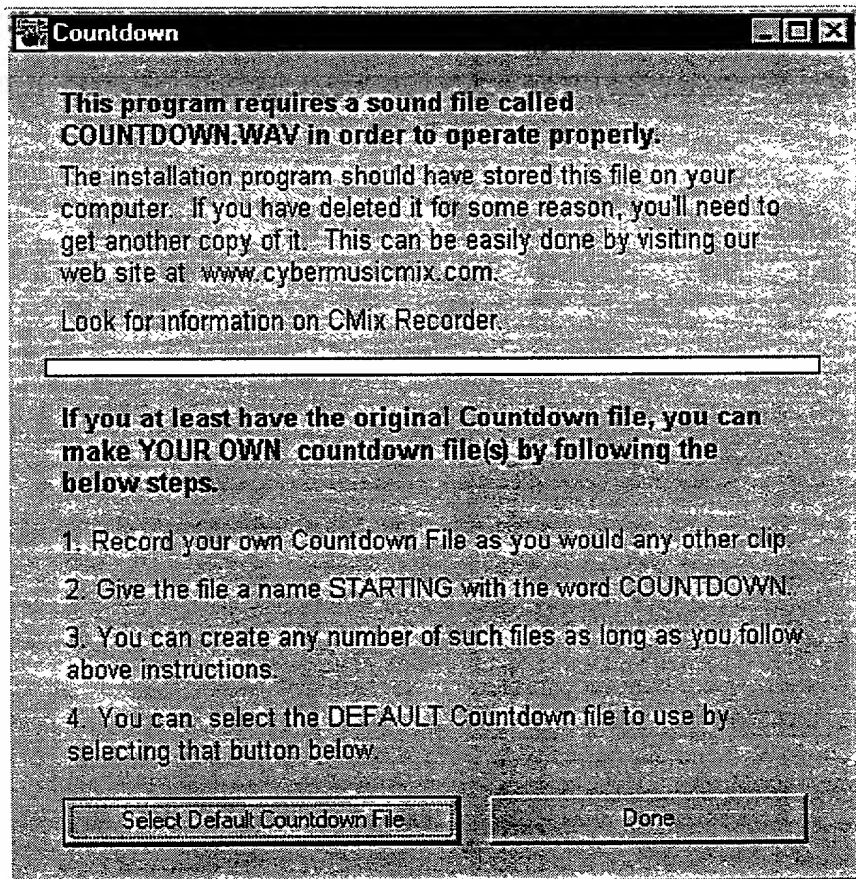 Countdown
This program requires a sound file called
COUNTDOWN.WAV in order to operate properly.
The installation program should have stored this file on your
computer. If you have deleted it for some reason, you'll need to
get another copy of it. This can be easily done by visiting our
web site at www.cybermusicmix.com.
Look for information on CMix Recorder.
If you at least have the original Countdown file, you can
make YOUR OWN countdown file(s) by following the
below steps.
1. Record your own Countdown File as you would any other clip.
2. Give the file a name STARTING with the word COUNTDOWN.
3. You can create any number of such files as long as you follow
above instructions.
4. You can select the DEFAULT Countdown file to use by
selecting that button below.
Select Default Countdown File
Done